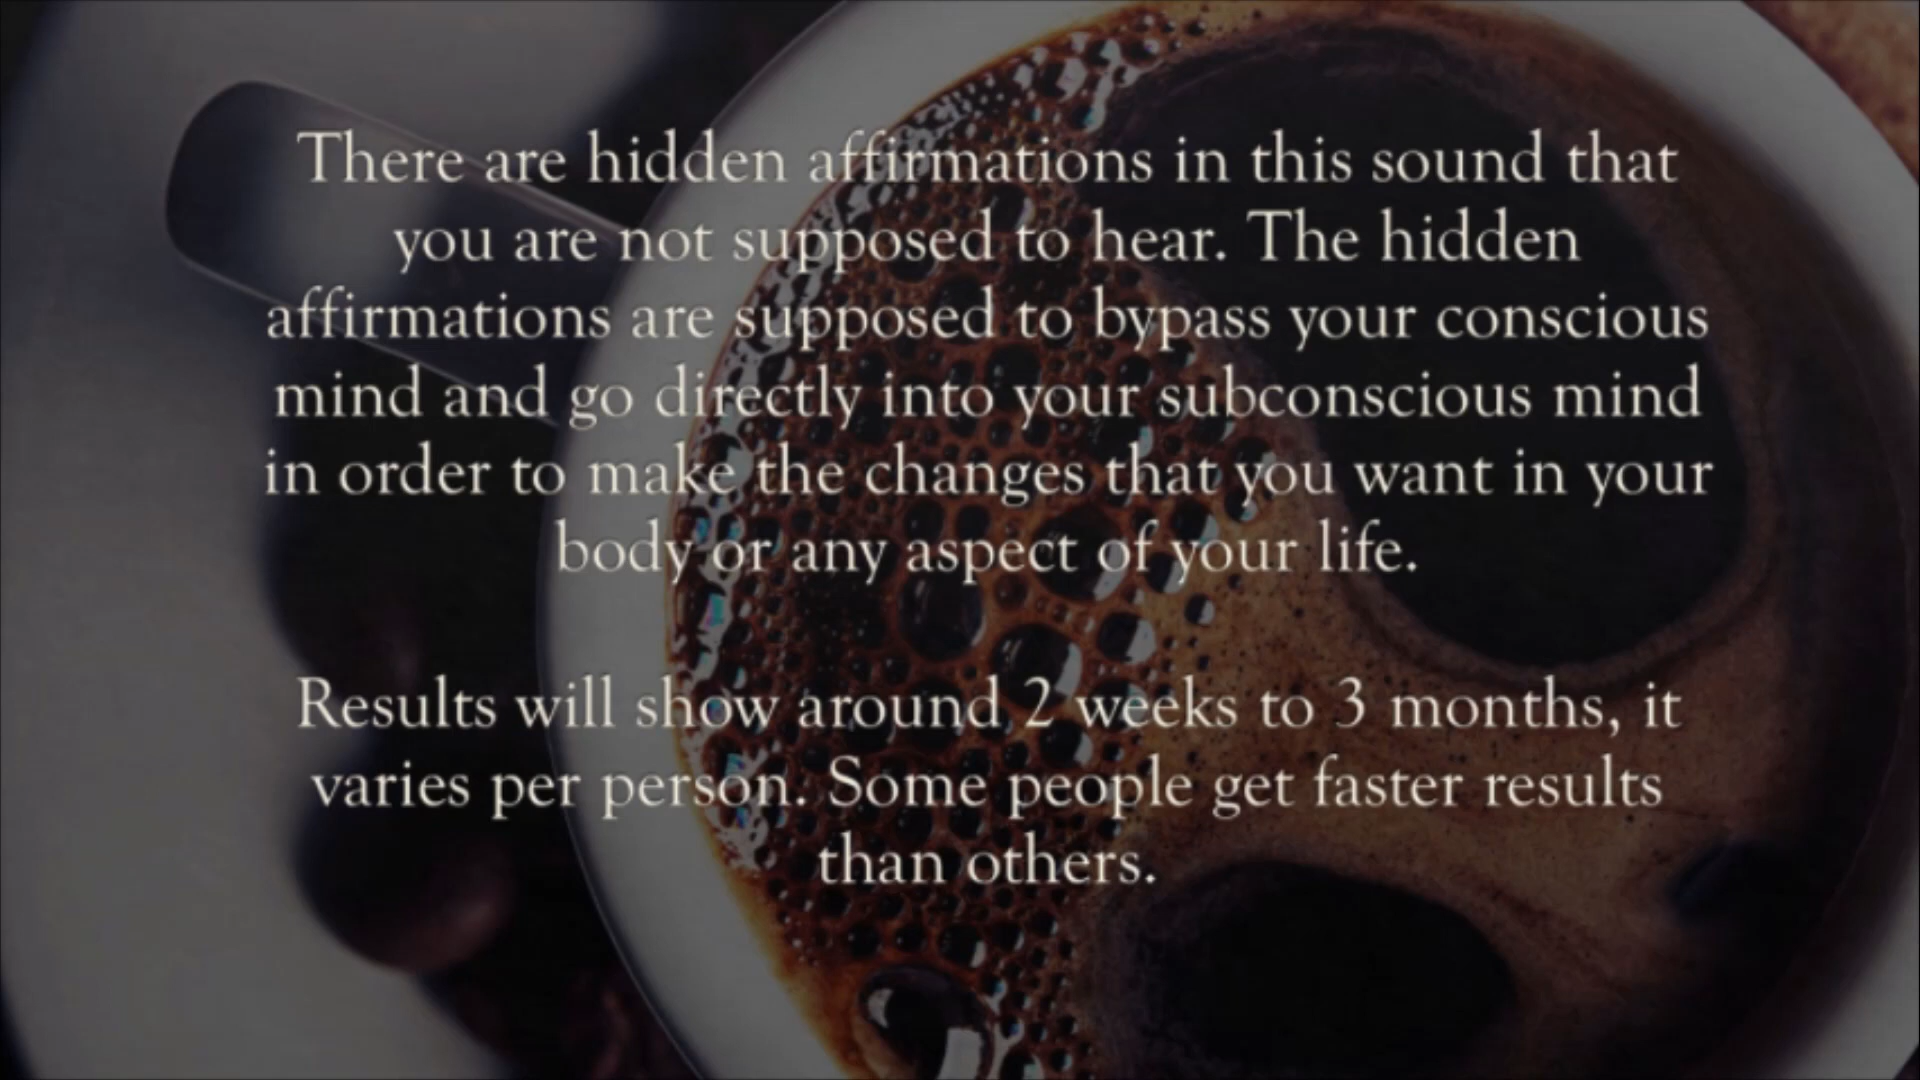 There are hidden affirmations in this sound that
you are not supposed to hear. The hidden
affirmations are supposed to bypass your conscious
mind and go directly into your subconscious mind
in order to make the changes that you want in your
body or any aspect of your life.
Results will show around 2 weeks to 3 months, it
varies per person. Some people get faster results
than others.